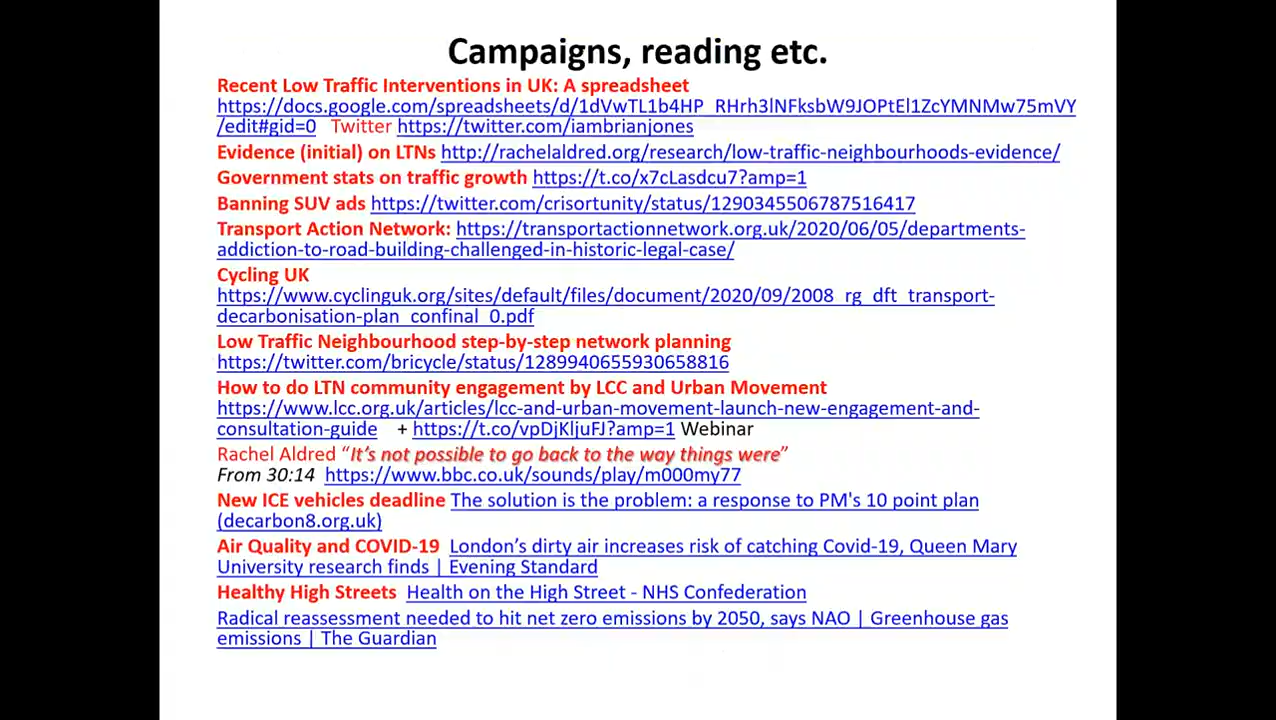 Campaigns, reading etc.
Recent Low Traffic Interventions in UK: A spreadsheet
https://docs.google.com/spreadsheets/d/1dVwTL1b4HP_RHrh3lNFksbW9JOPtEl1ZcYMNMw75mVY
/edit#gid=0 Twitter https://twitter.com/iambrianjones
Evidence (initial) on LTNs http://rachelaldred.org/research/low-traffic-neighbourhoods-evidence/
Government stats on traffic growth https://t.co/x7cLasdcu7?amp=1
Banning SUV ads https://twitter.com/crisortunity/status/1290345506787516417
Transport Action Network: https://transportactionnetwork.org.uk/2020/06/05/departments-
addiction-to-road-building-challenged-in-historic-legal-case/
Cycling UK
https://www.cyclinguk.org/sites/default/files/document/2020/09/2008_rg_dft_transport-
decarbonisation-plan_confinal_0.pdf
Low Traffic Neighbourhood step-by-step network planning
https://twitter.com/bricycle/status/1289940655930658816
How to do LTN community engagement by LCC and Urban Movement
https://www.lcc.org.uk/articles/lcc-and-urban-movement-launch-new-engagement-and-
consultation-guide + https://t.co/vpDjKljuFJ?amp=1 Webinar
Rachel Aldred “It’s not possible to go back to the way things were”
From 30:14 https://www.bbc.co.uk/sounds/play/m000my77
New ICE vehicles deadline The solution is the problem: a response to PM's 10 point plan
(decarbon8.org.uk)
Air Quality and COVID-19 London’s dirty air increases risk of catching Covid-19, Queen Mary
University research finds | Evening Standard
Healthy High Streets Health on the High Street - NHS Confederation
Radical reassessment needed to hit net zero emissions by 2050, says NAO | Greenhouse gas
emissions | The Guardian